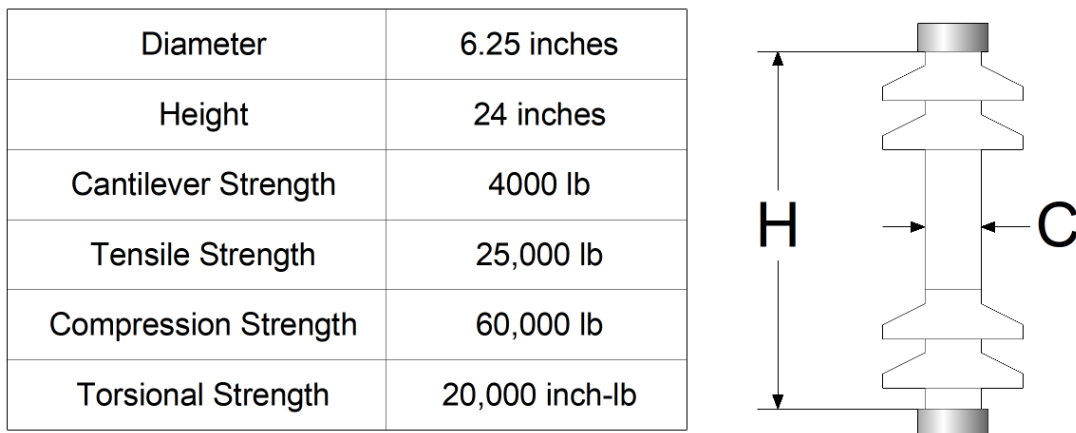 Diameter 6.25 inches
Height 24 inches
Cantilever Strength 4000 lb
Tensile Strength 25,000 lb
Compression Strength 60,000 lb
Torsional Strength 20,000 inch-lb
H
C